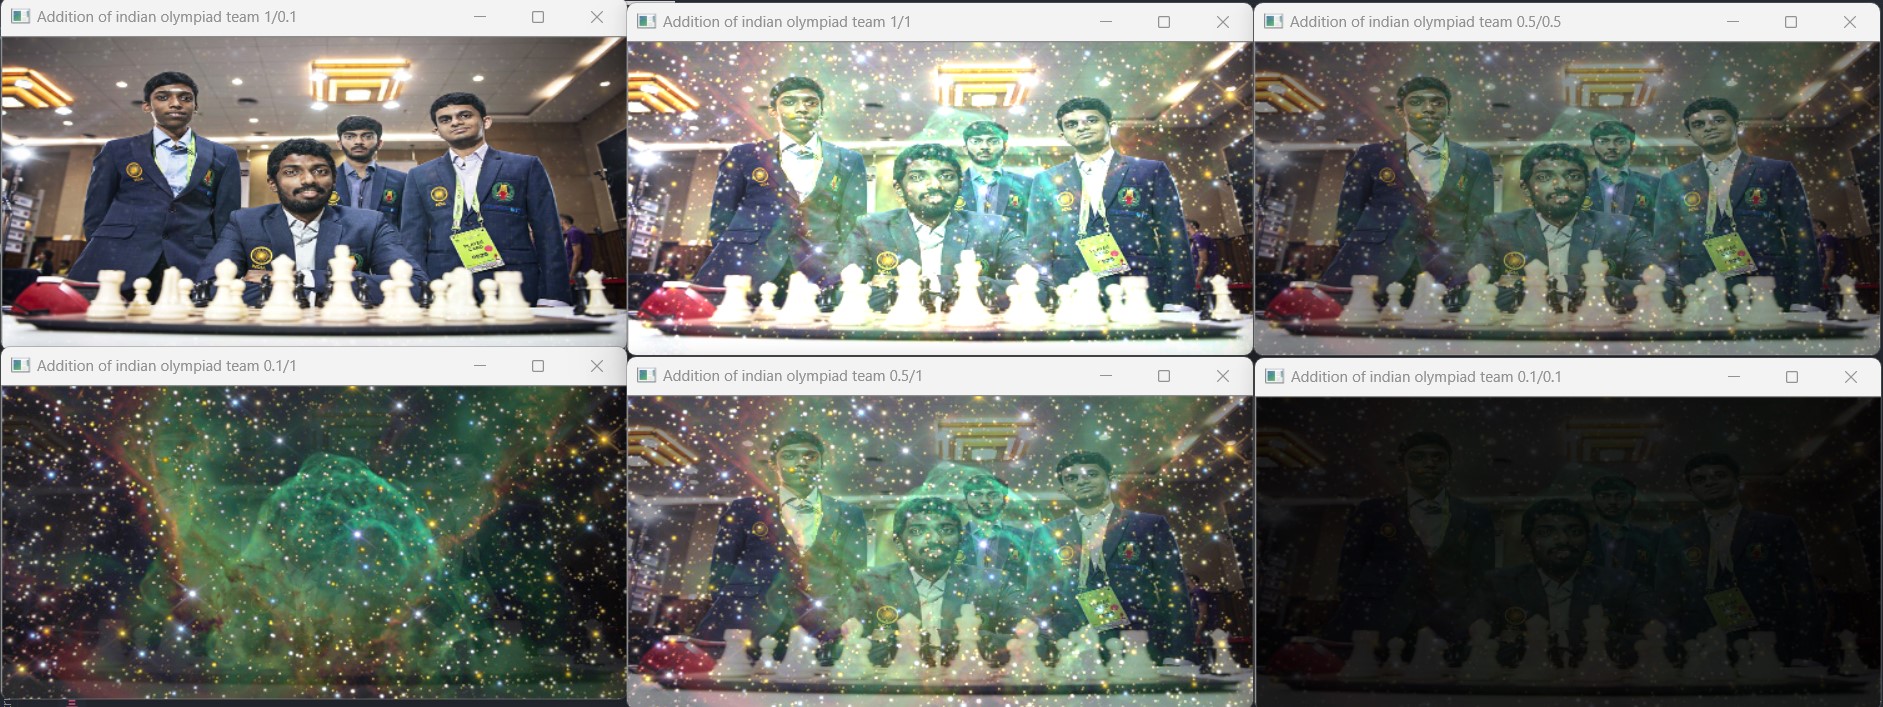 Addition of indian olympiad team 1/0.1
Addition of indian olympiad team 1/1
Addition of indian olympiad team 0.5/0.5
Addition of indian olympiad team 0.1/1
Addition of indian olympiad team 0.5/1
Addition of indian olympiad team 0.1/0.1